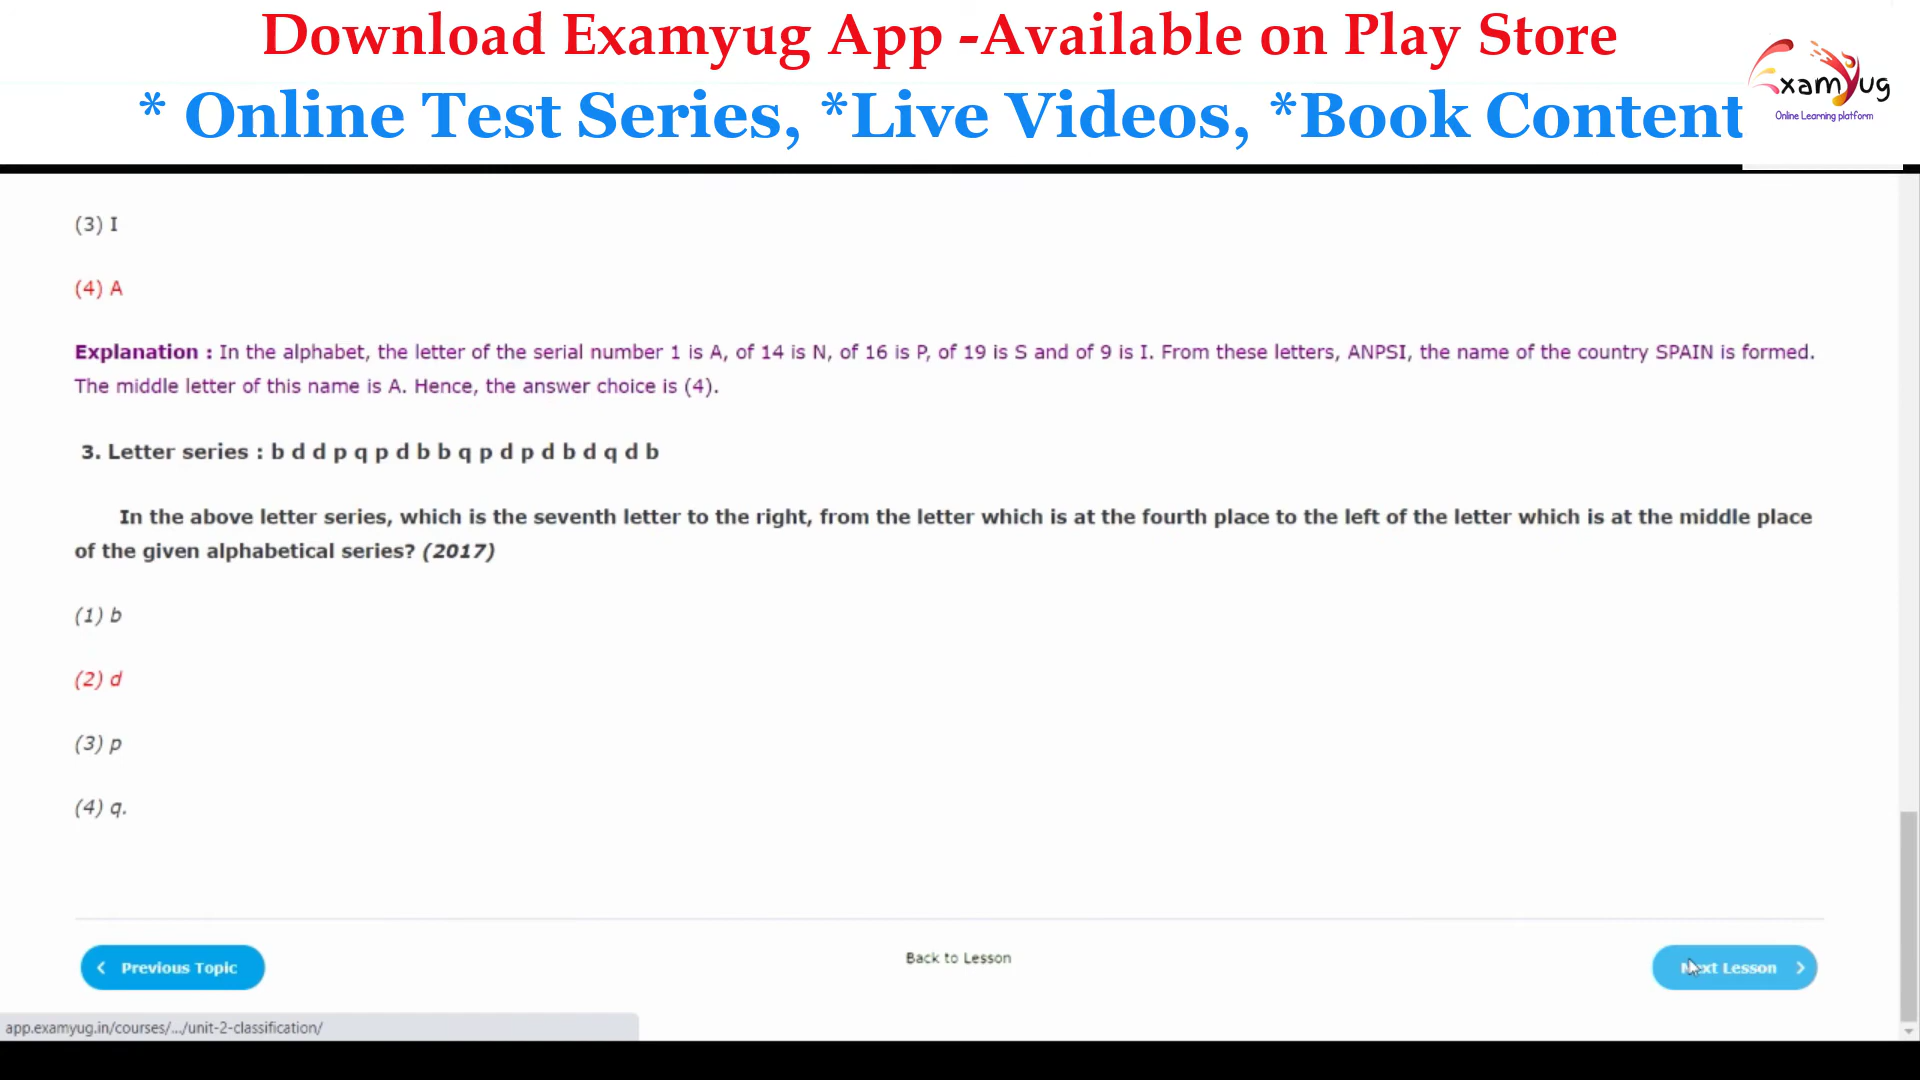 Download Examyug App -Available on Play Store
* Online Test Series, *Live Videos, *Book Content
xamyug
Online Learning platform
(3) I
(4) A
Explanation : In the alphabet, the letter of the serial number 1 is A, of 14 is N, of 16 is P, of 19 is S and of 9 is I. From these letters, ANPSI, the name of the country SPAIN is formed.
The middle letter of this name is A. Hence, the answer choice is (4).
3. Letter series : b d d p q p d b b q p d p d b d q d b
In the above letter series, which is the seventh letter to the right, from the letter which is at the fourth place to the left of the letter which is at the middle place
of the given alphabetical series? (2017)
(1) b
(2) d
(3) p
(4) q.
Previous Topic
Back to Lesson
Next Lesson
app.examyug.in/courses/.../unit-2-classification/